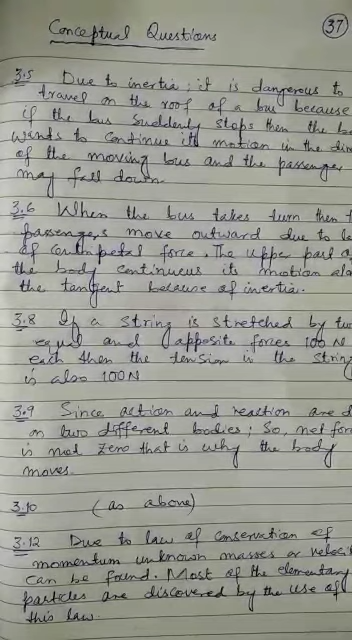 37
Conceptual Questions
3.5 Due to inertia; it is dangerous to
travel on the roof of a bus because
if the bus Suddenly stops then the
wants to continue its motion in the
of the moving bus and the passenger
may fall down.
3.6 When the bus takes turn then
passengers move outward due to
of centripetal force. The upper part
the body continueus its motion
the tangent because of inertia.
3.8 If a string is stretched by
equal and opposite forces 100 N
each then the tension in the
is also 100N
3.9 Since action and reaction are
on two different bodies; So, net
is not zero that is why the body
moves.
3.10 (as above)
3.12 Due to law of conservation of
momentum unknown masses or
can be found. Most of the elementary
particles are discovered by the use of
this law.